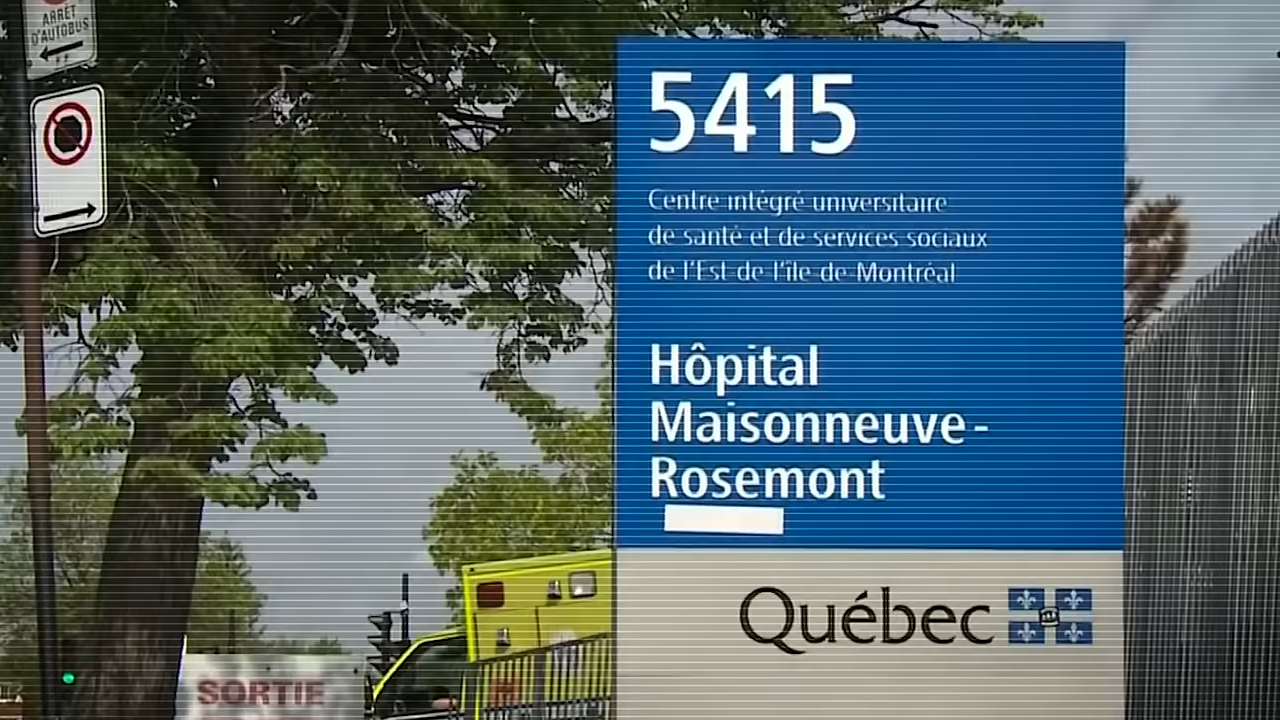 ARRÊT
D'AUTOBUS
5415
Centre intégré universitaire
de santé et de services sociaux
de l'Est-de-l'Île-de-Montréal
Hôpital
Maisonneuve-
Rosemont
Québec
SORTIE